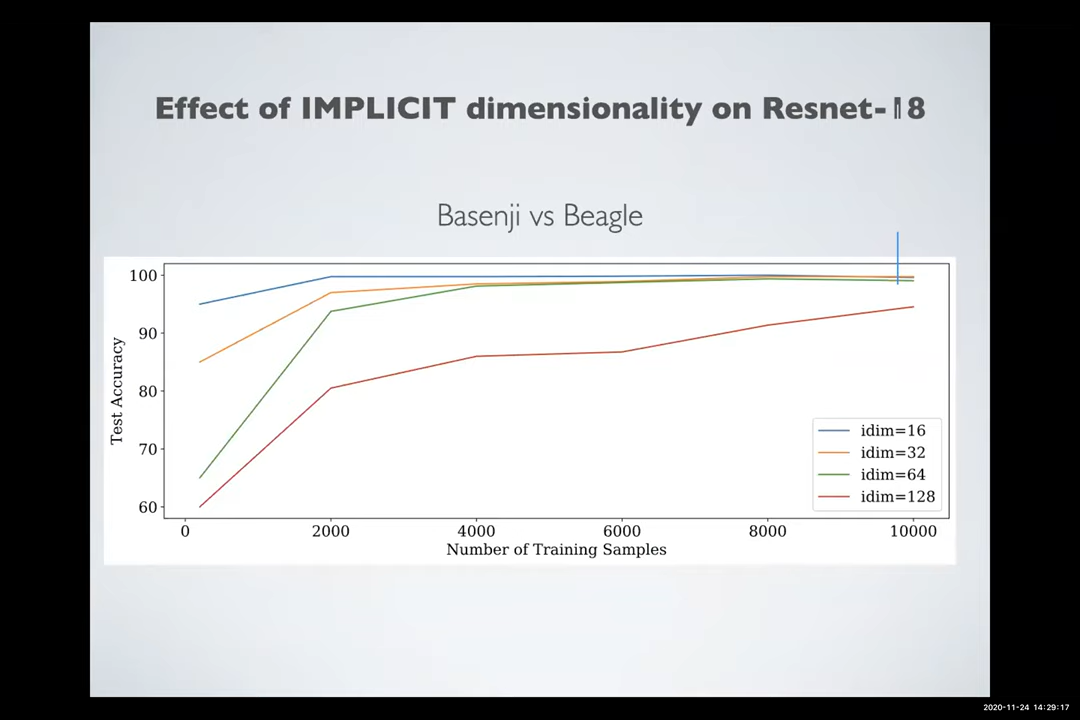 Effect of IMPLICIT dimensionality on Resnet-18
Basenji vs Beagle
100
90
80
70
60
Test Accuracy
idim=16
idim=32
idim=64
idim=128
0 2000 4000 6000 8000 10000
Number of Training Samples
2020-11-24 14:29:17